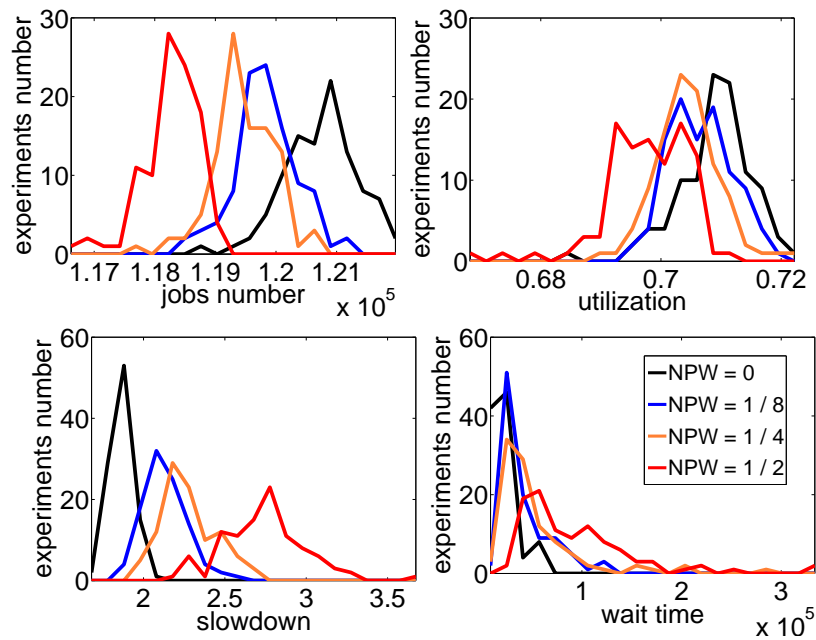 30
20
10
0
experiments number
1.17 1.18 1.19 1.2 1.21
jobs number
x 10^5
30
20
10
0
experiments number
0.68 0.7 0.72
utilization
60
40
20
0
experiments number
2 2.5 3 3.5
slowdown
60
40
20
0
experiments number
NPW = 0
NPW = 1 / 8
NPW = 1 / 4
NPW = 1 / 2
1 2 3
wait time
x 10^5